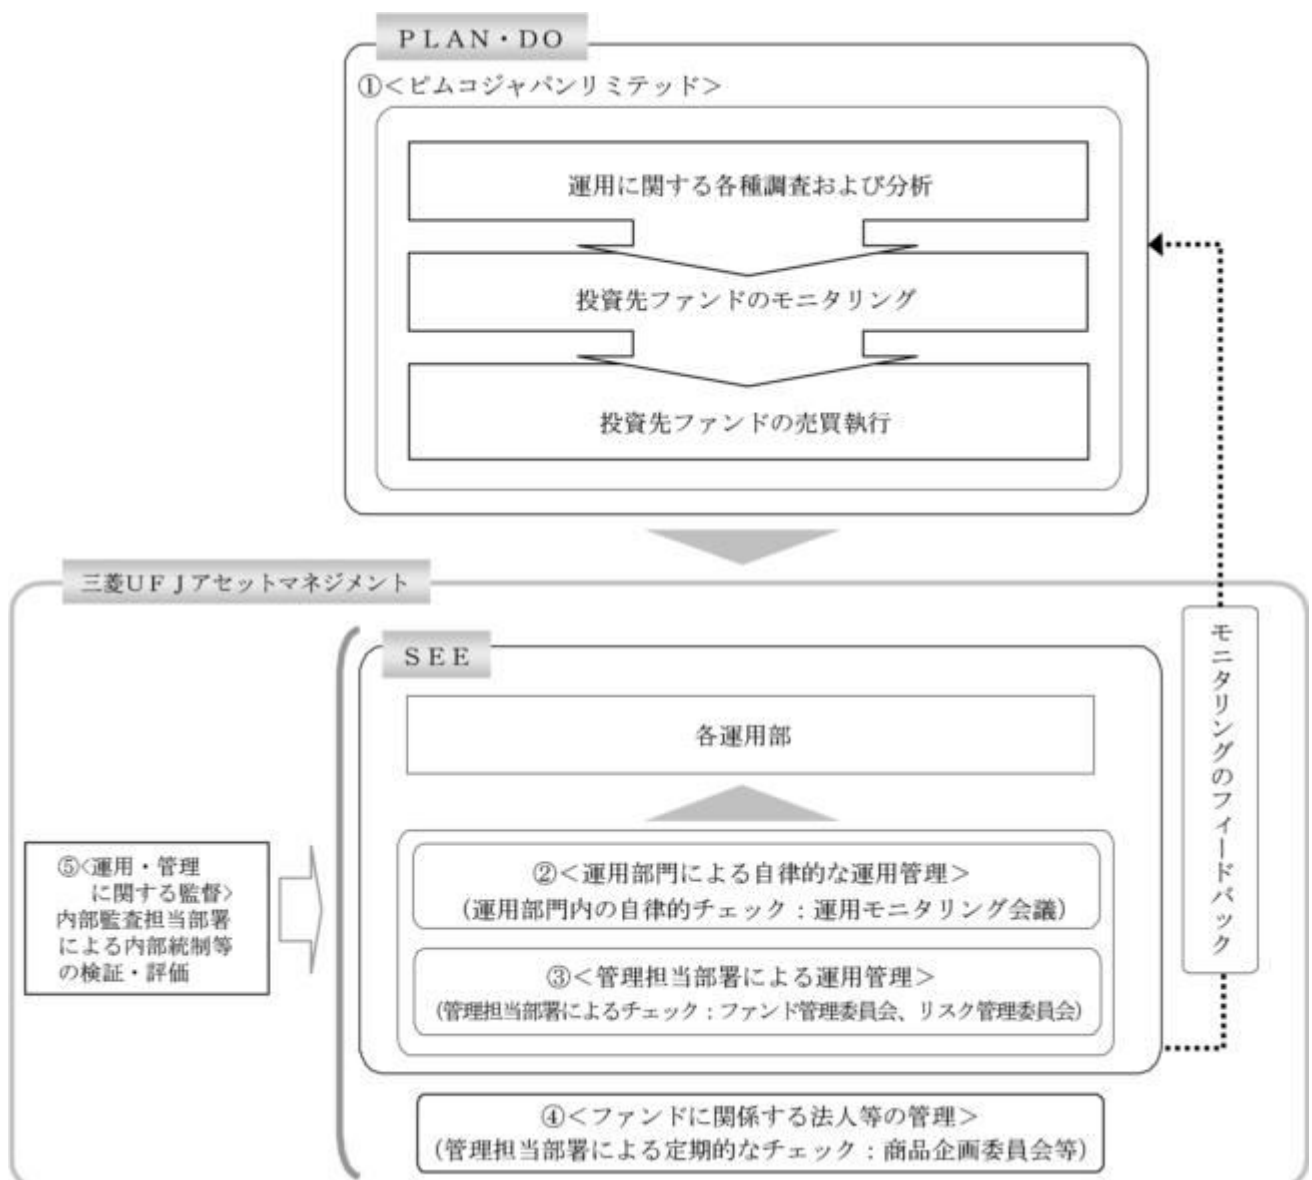 PLAN・DO
①＜ピムコジャパンリミテッド＞
運用に関する各種調査および分析
投資先ファンドのモニタリング
投資先ファンドの売買執行
三菱UFJアセットマネジメント
SEE
各運用部
②＜運用部門による自律的な運用管理＞
（運用部門内の自律的チェック：運用モニタリング会議）
③＜管理担当部署による運用管理＞
（管理担当部署によるチェック：ファンド管理委員会、リスク管理委員会）
④＜ファンドに関係する法人等の管理＞
（管理担当部署による定期的なチェック：商品企画委員会等）
⑤＜運用・管理
に関する監督＞
内部監査担当部署
による内部統制等
の検証・評価
モニタリングのフィードバック